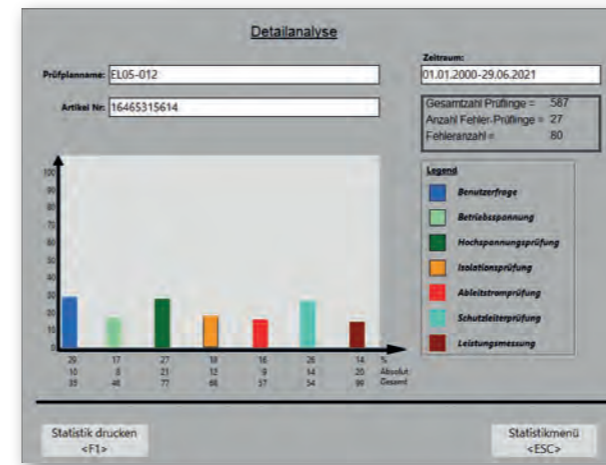 Detailanalyse
Zeitraum:
Prüfplanname: EL05-012
01.01.2000-29.06.2021
Artikel Nr: 16465315614
Gesamtzahl Prüflinge = 587
Anzahl Fehler-Prüflinge = 27
Fehleranzahl = 80
Legend
Benutzerfrage
Betriebsspannung
Hochspannungsprüfung
Isolationsprüfung
Ableitstromprüfung
Schutzleiterprüfung
Leistungsmessung
100
90
80
70
60
50
40
30
20
10
0
29 17 27 18 16 26 14 %
10 8 21 12 9 14 20 Absolut
35 46 77 68 57 54 99 Gesamt
Statistik drucken
<F1>
Statistikmenü
<ESC>